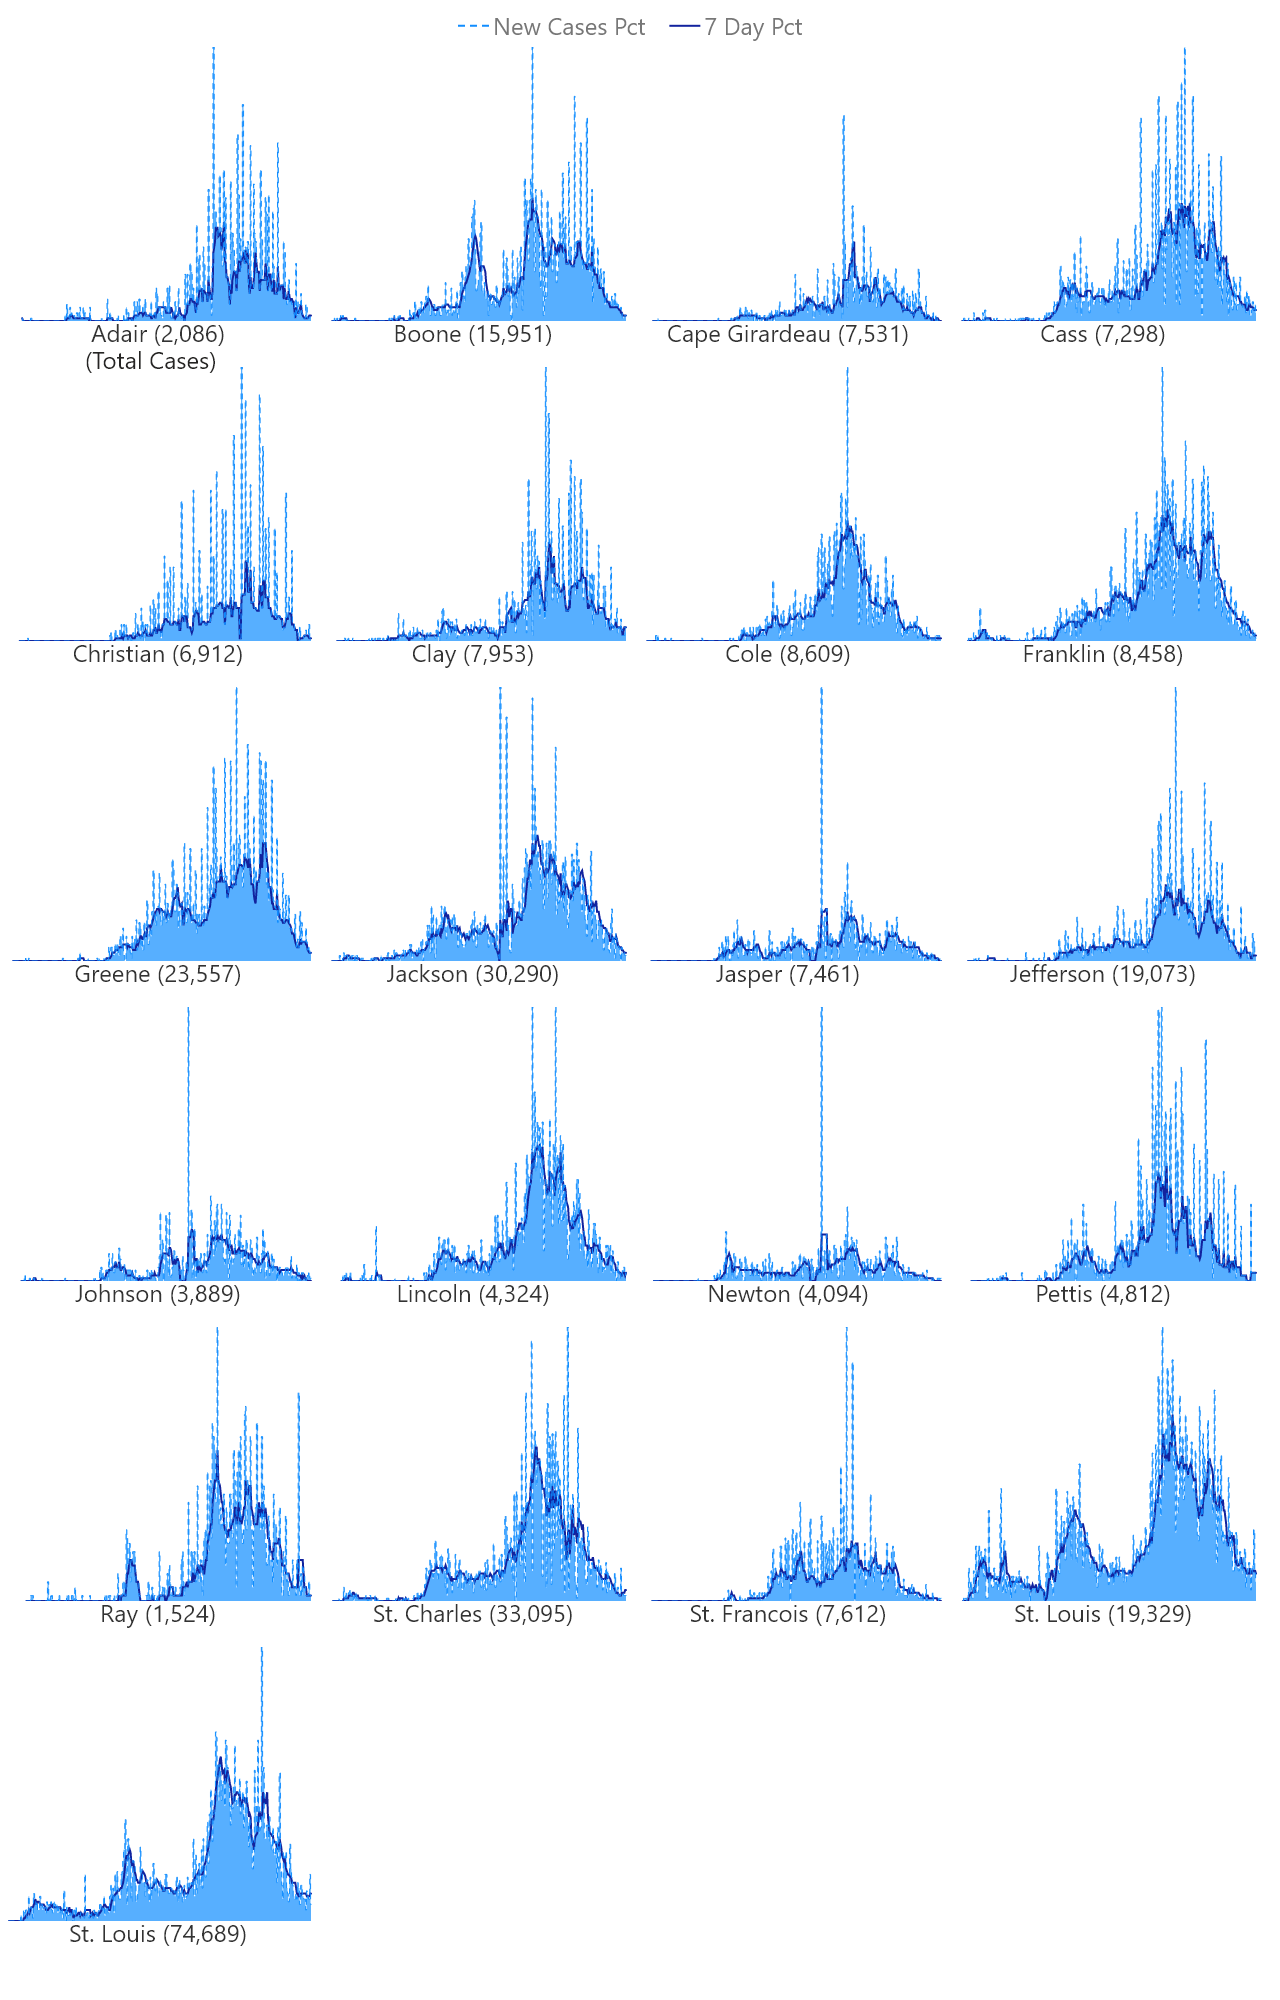 New Cases Pct 7 Day Pct
Adair (2,086) Boone (15,951) Cape Girardeau (7,531) Cass (7,298)
(Total Cases)
Christian (6,912) Clay (7,953) Cole (8,609) Franklin (8,458)
Greene (23,557) Jackson (30,290) Jasper (7,461) Jefferson (19,073)
Johnson (3,889) Lincoln (4,324) Newton (4,094) Pettis (4,812)
Ray (1,524) St. Charles (33,095) St. Francois (7,612) St. Louis (19,329)
St. Louis (74,689)